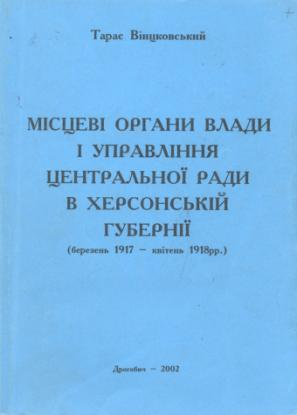 Тарас Вінцковський
МІСЦЕВІ ОРГАНИ ВЛАДИ
І УПРАВЛІННЯ
ЦЕНТРАЛЬНОЇ РАДИ
В ХЕРСОНСЬКІЙ
ГУБЕРНІЇ
(березень 1917 – квітень 1918рр.)
Дрогобич – 2002